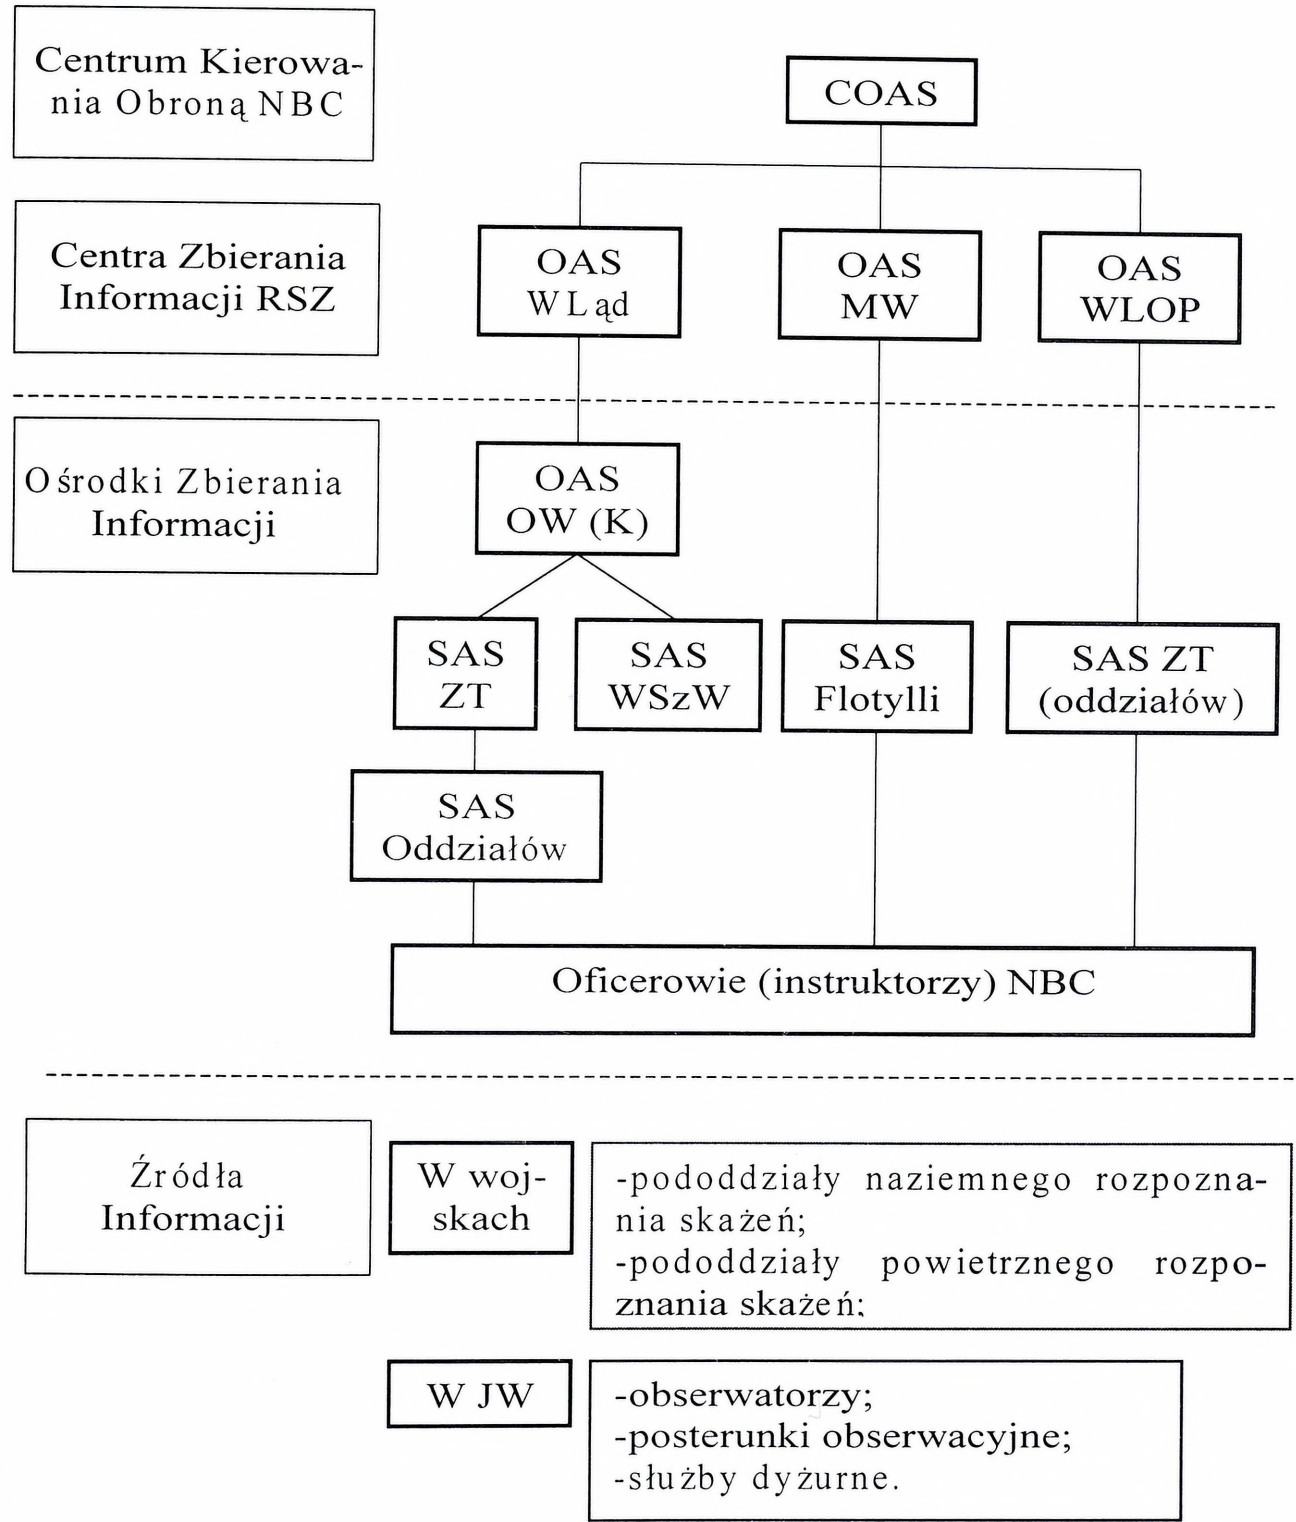 Centrum Kierowa-
nia Obroną NBC
COAS
Centra Zbierania
Informacji RSZ
OAS
WLąd
OAS
MW
OAS
WLOP
Ośrodki Zbierania
Informacji
OAS
OW (K)
SAS
ZT
SAS
WSzW
SAS
Flotylli
SAS ZT
(oddziałów)
SAS
Oddziałów
Oficerowie (instruktorzy) NBC
Źródła
Informacji
W woj-
skach
-pododdziały naziemnego rozpozna-
nia skażeń;
-pododdziały powietrznego rozpo-
znania skażeń;
W JW
-obserwatorzy;
-posterunki obserwacyjne;
-służby dyżurne.